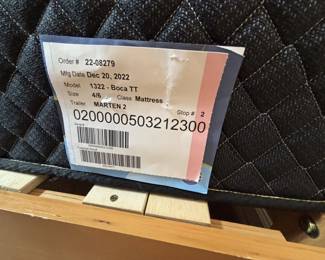 Order # 22-08279
Mfg Date Dec 20, 2022
Model 1322 - Boca TT
Size 4/6 Class Mattress
Trailer MARTEN 2 Stop # 2
0200000503212300